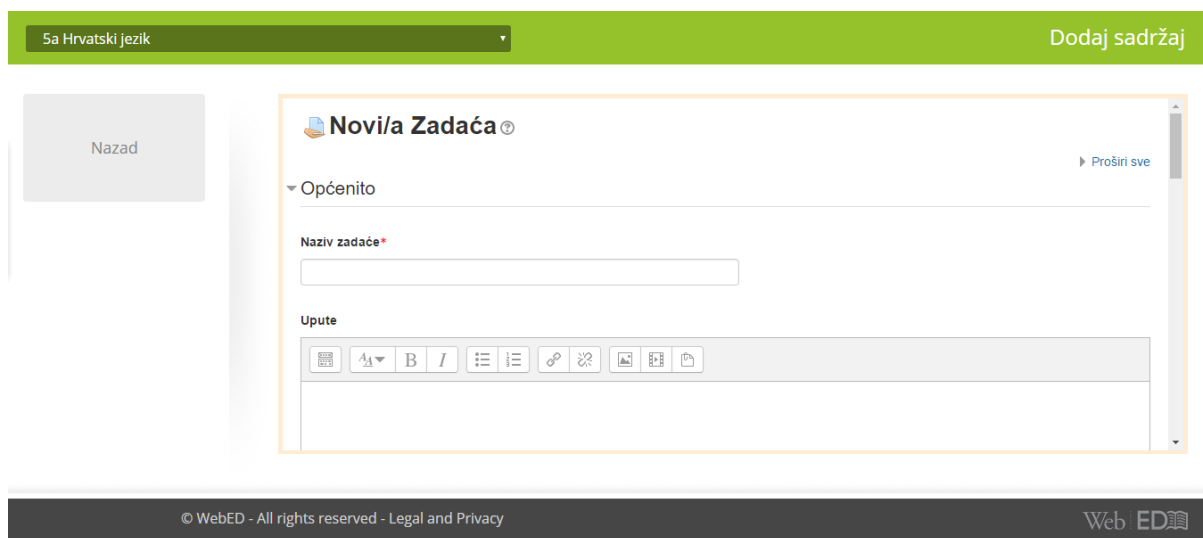 5a Hrvatski jezik
Dodaj sadržaj
Nazad
Novi/a Zadaća
Proširi sve
Općenito
Naziv zadaće*
Upute
B I
© WebED - All rights reserved - Legal and Privacy
Web EDI